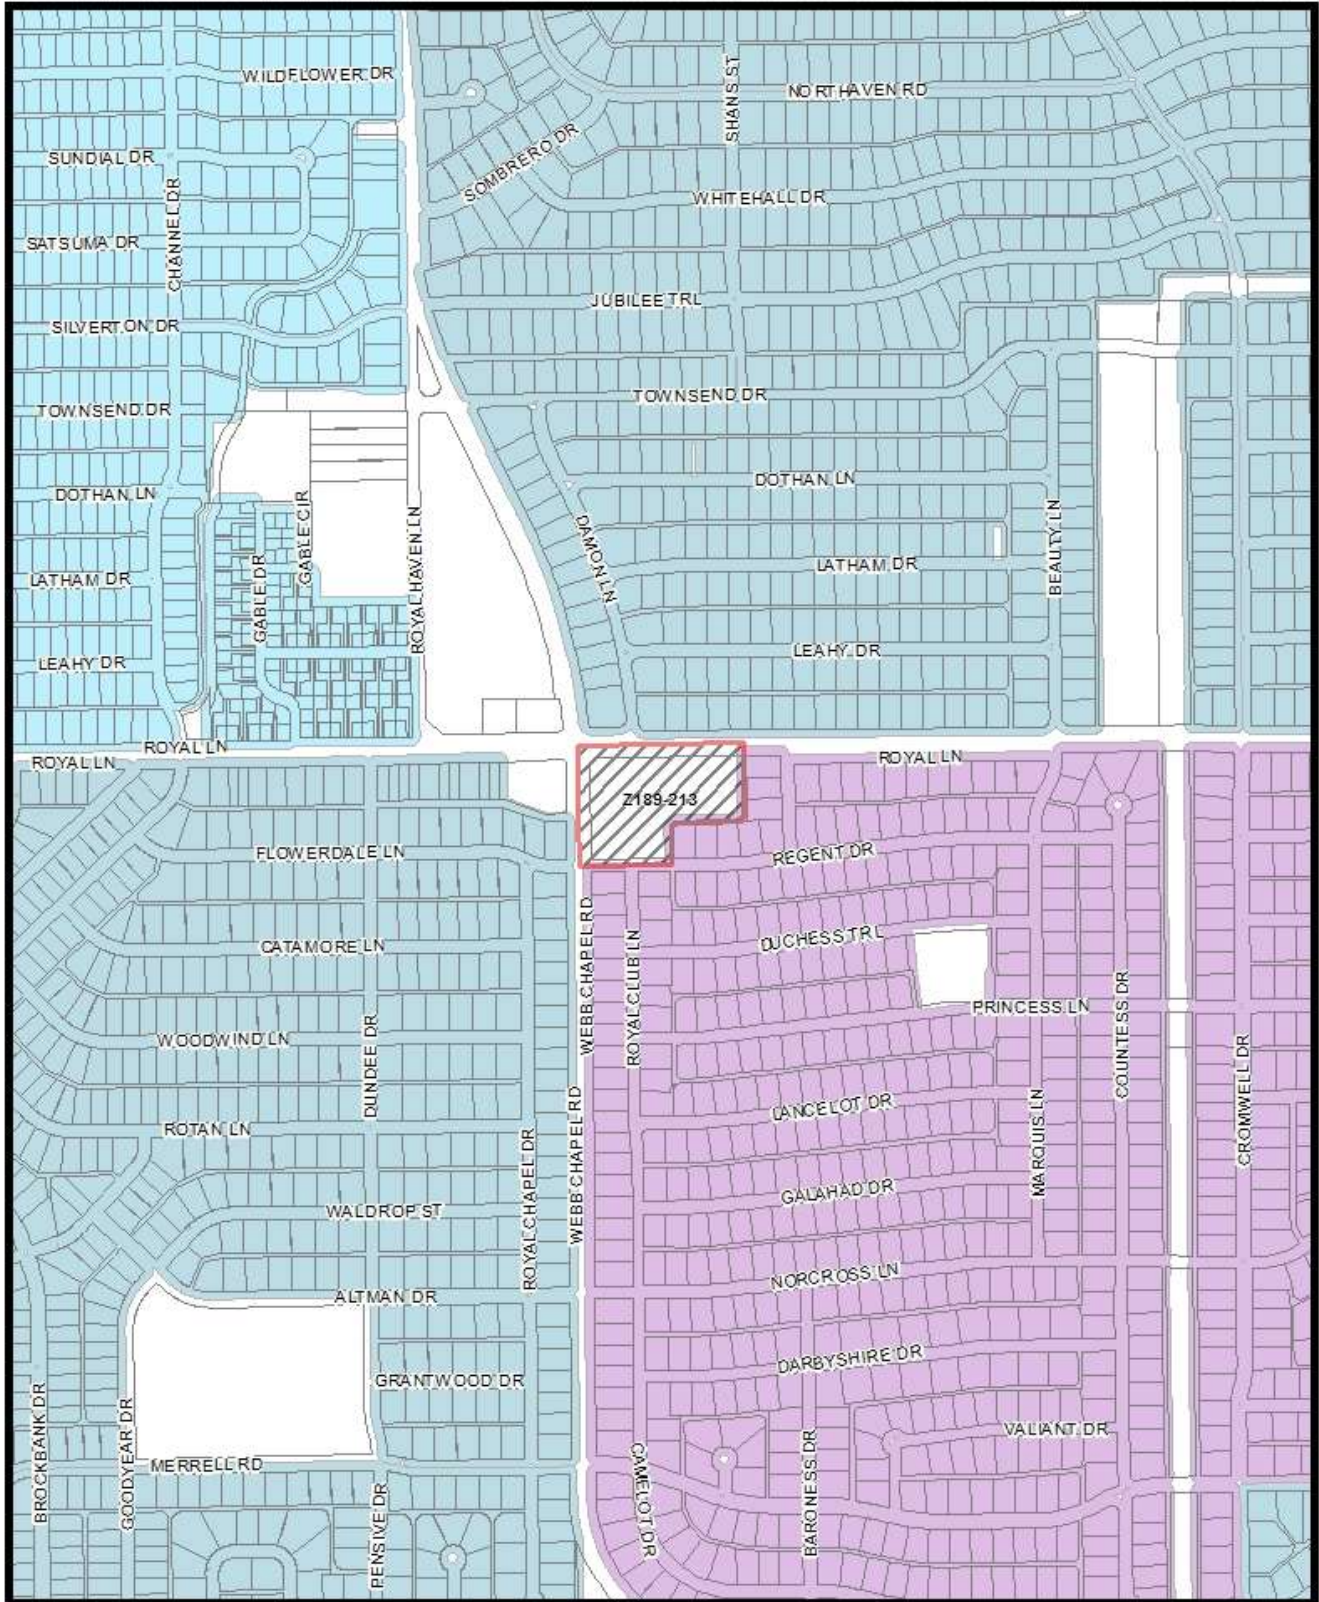 WILDFLOWER DR
NORTHAVEN RD
SHANS ST
SUNDIAL DR
SOMBRERO DR
WHITEHALL DR
CHANNEL DR
SATSUMA DR
JUBILEE TRL
SILVERTON DR
TOWNSEND DR
TOWNSEND DR
DOTHAN LN
DOTHAN LN
GABLE CIR
ROYAL HAVEN LN
DAMON LN
BEAUTY LN
LATHAM DR
LATHAM DR
GABLE DR
LEAHY DR
LEAHY DR
ROYAL LN
ROYAL LN
ROYAL LN
Z189-213
FLOWERDALE LN
REGENT DR
CATAMORE LN
DUCHESS TRL
WEBB CHAPEL RD
ROYAL CLUB LN
PRINCESS LN
COUNTESS DR
WOODWIND LN
DUNDEE DR
CROMWELL DR
LANCELOT DR
ROTAN LN
MARQUIS LN
WEBB CHAPEL RD
ROYAL CHAPEL DR
GALAHAD DR
WALDROP ST
NORCROSS LN
ALTMAN DR
DARBYSHIRE DR
GRANTWOOD DR
VALIANT DR
BROCKBANK DR
GOODYEAR DR
MERRELL RD
CAMELOT DR
BARONESS DR
PENSIVE DR